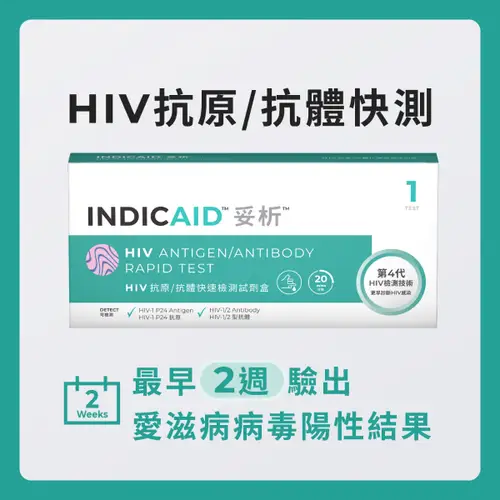 HIV抗原/抗體快測
INDICAID™ 妥析™
1
TEST
HIV ANTIGEN/ANTIBODY
RAPID TEST
HIV 抗原/抗體快速檢測試劑盒
20
第4代
HIV檢測技術
DETECT
可檢測
✓ HIV-1 P24 Antigen
HIV-1 P24 抗原
✓ HIV-1/2 Antibody
HIV-1/2 型抗體
2
Weeks
最早 2週 驗出
愛滋病病毒陽性結果